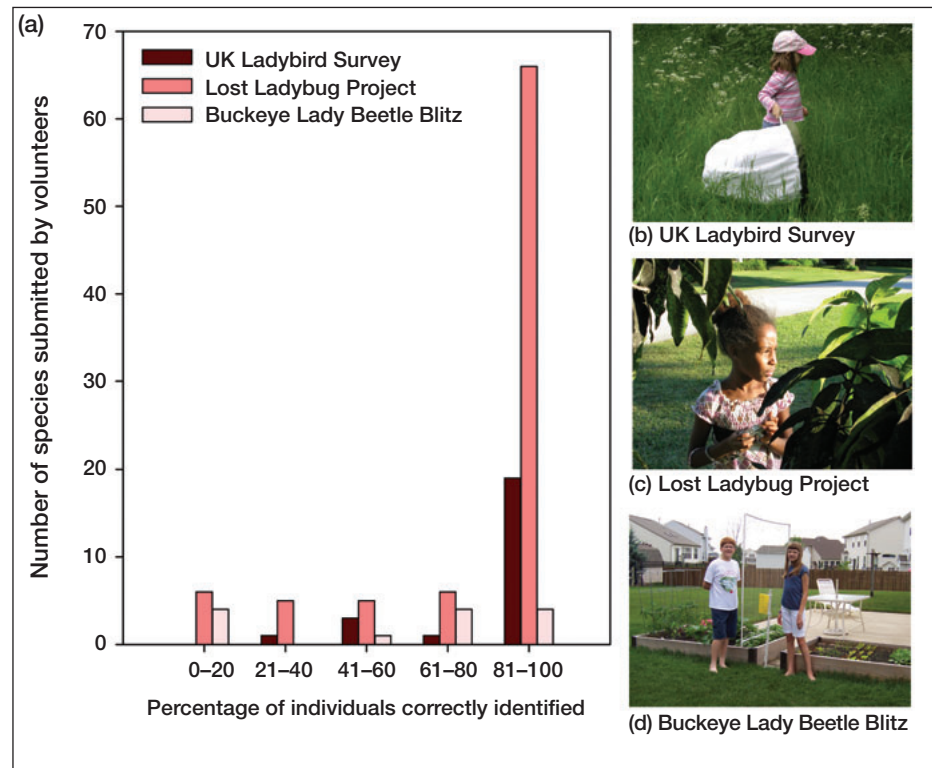 (a)
70
60
50
40
30
20
10
0
Number of species submitted by volunteers
UK Ladybird Survey
Lost Ladybug Project
Buckeye Lady Beetle Blitz
0–20 21–40 41–60 61–80 81–100
Percentage of individuals correctly identified
(b) UK Ladybird Survey
(c) Lost Ladybug Project
(d) Buckeye Lady Beetle Blitz